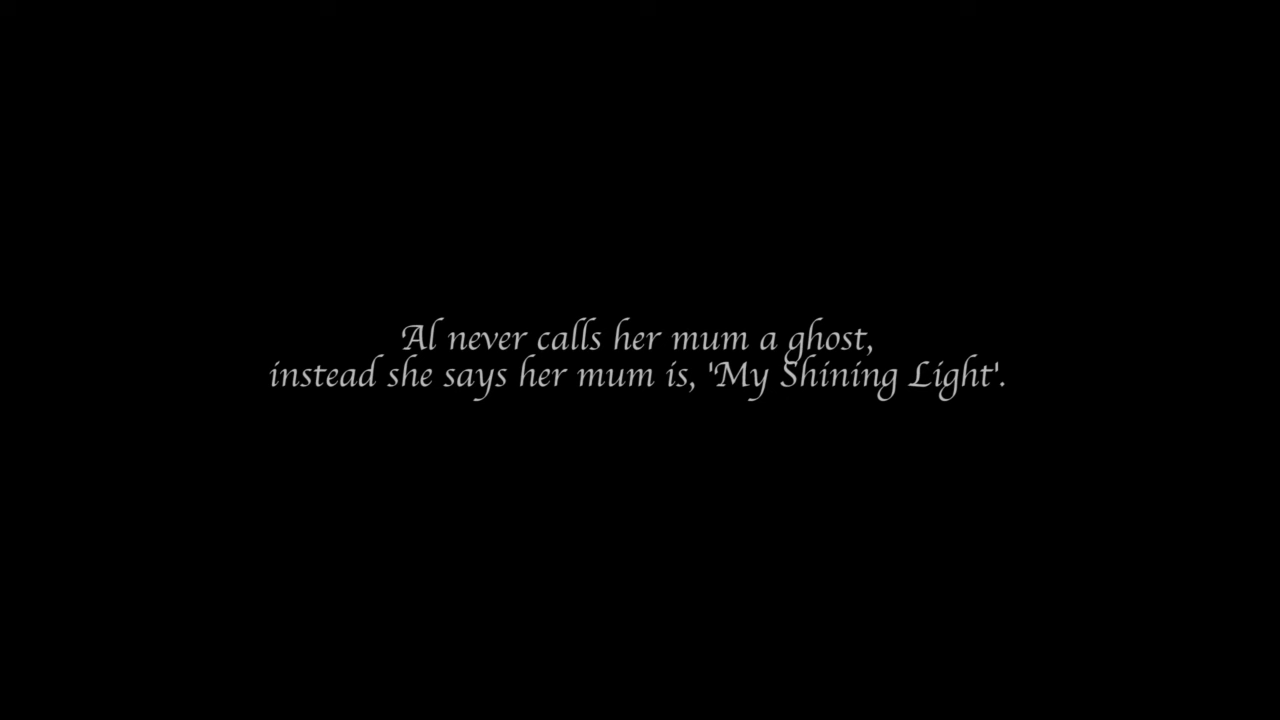 Al never calls her mum a ghost,
instead she says her mum is, 'My Shining Light'.